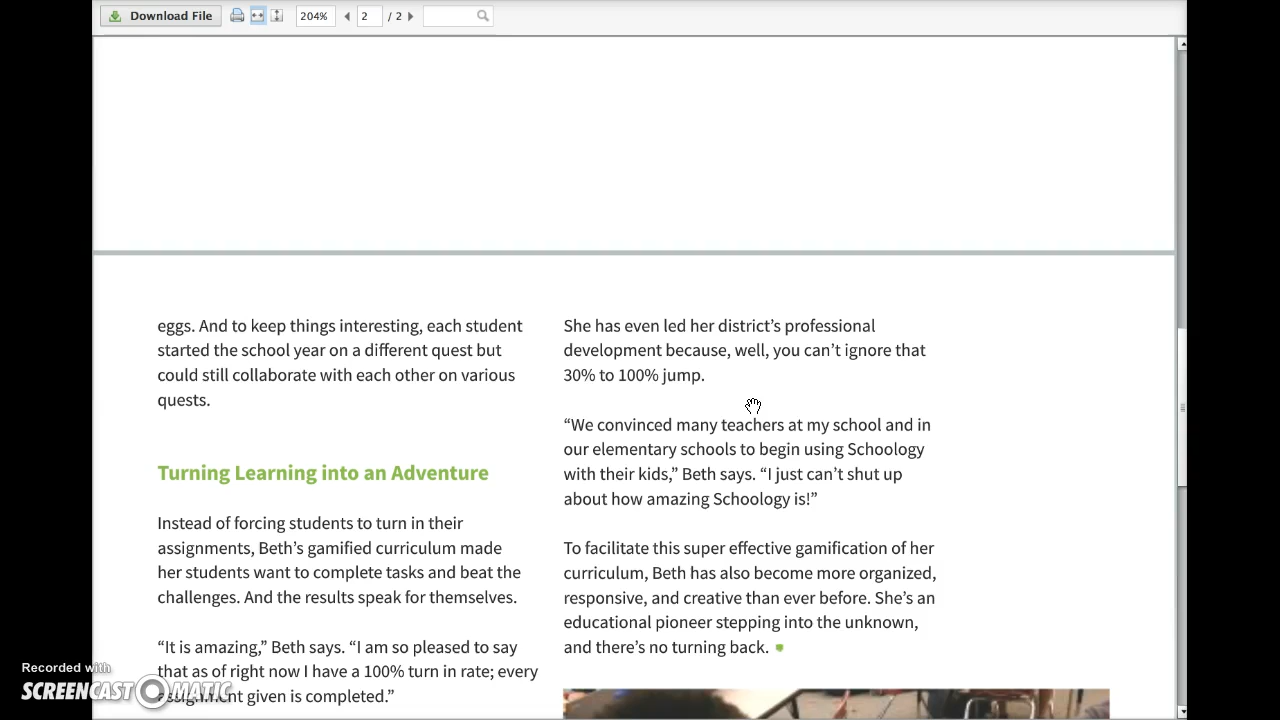 Download File
204%
2
/ 2
eggs. And to keep things interesting, each student
started the school year on a different quest but
could still collaborate with each other on various
quests.
Turning Learning into an Adventure
Instead of forcing students to turn in their
assignments, Beth’s gamified curriculum made
her students want to complete tasks and beat the
challenges. And the results speak for themselves.
“It is amazing,” Beth says. “I am so pleased to say
that as of right now I have a 100% turn in rate; every
assignment given is completed.”
She has even led her district’s professional
development because, well, you can’t ignore that
30% to 100% jump.
“We convinced many teachers at my school and in
our elementary schools to begin using Schoology
with their kids,” Beth says. “I just can’t shut up
about how amazing Schoology is!”
To facilitate this super effective gamification of her
curriculum, Beth has also become more organized,
responsive, and creative than ever before. She’s an
educational pioneer stepping into the unknown,
and there’s no turning back.
Recorded with
SCREENCAST-O-MATIC